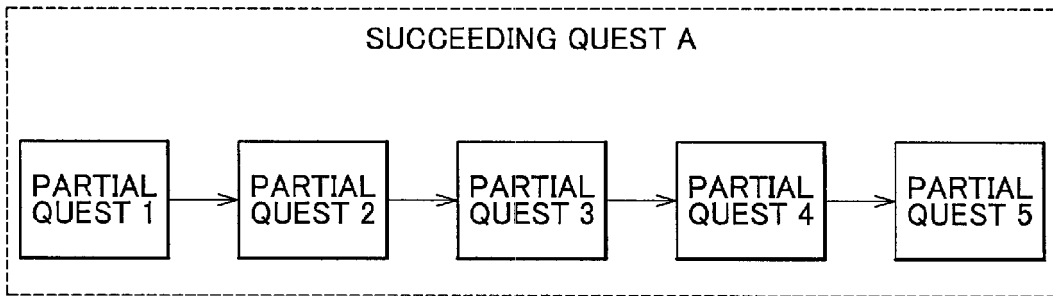 SUCCEEDING QUEST A
PARTIAL
QUEST 1
PARTIAL
QUEST 2
PARTIAL
QUEST 3
PARTIAL
QUEST 4
PARTIAL
QUEST 5